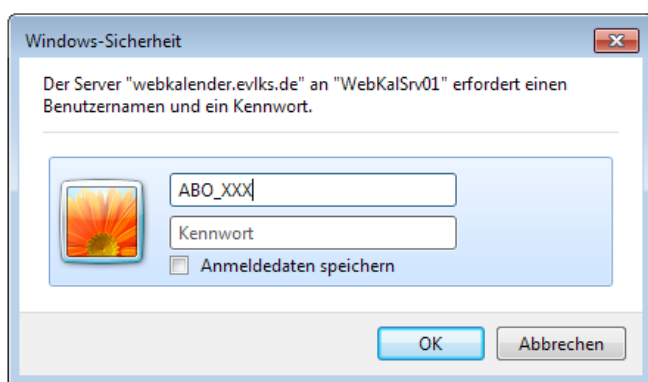 Windows-Sicherheit
Der Server "webkalender.evlks.de" an "WebKalSrv01" erfordert einen
Benutzernamen und ein Kennwort.
ABO_XXX
Kennwort
Anmeldedaten speichern
OK
Abbrechen